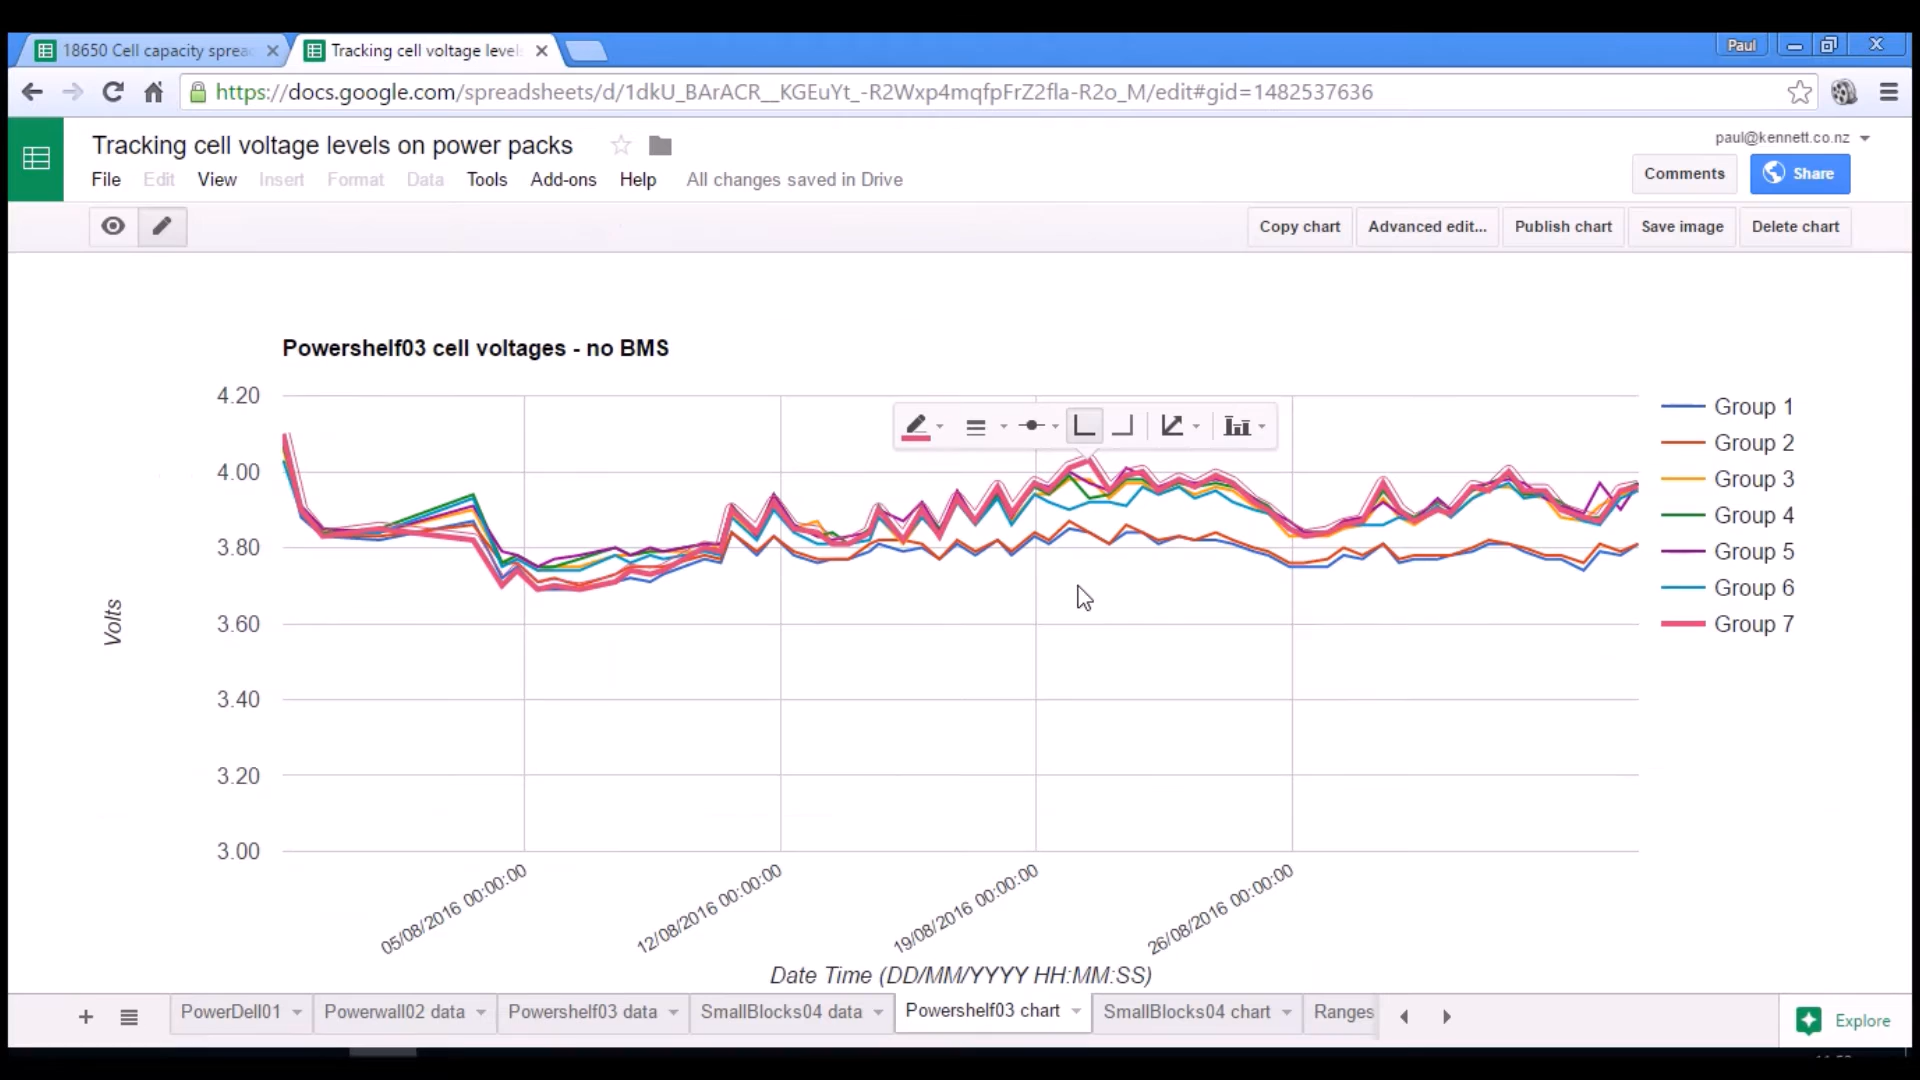 18650 Cell capacity sprea
Tracking cell voltage level
Paul
https://docs.google.com/spreadsheets/d/1dkU_BArACR__KGEuYt_-R2Wxp4mqfpFrZ2fla-R2o_M/edit#gid=1482537636
Tracking cell voltage levels on power packs
paul@kennett.co.nz
File Edit View Insert Format Data Tools Add-ons Help All changes saved in Drive
Comments
Share
Copy chart
Advanced edit...
Publish chart
Save image
Delete chart
Powershelf03 cell voltages - no BMS
4.20
4.00
3.80
3.60
3.40
3.20
3.00
Volts
Group 1
Group 2
Group 3
Group 4
Group 5
Group 6
Group 7
05/08/2016 00:00:00
12/08/2016 00:00:00
19/08/2016 00:00:00
26/08/2016 00:00:00
Date Time (DD/MM/YYYY HH:MM:SS)
PowerDell01
Powerwall02 data
Powershelf03 data
SmallBlocks04 data
Powershelf03 chart
SmallBlocks04 chart
Ranges
Explore